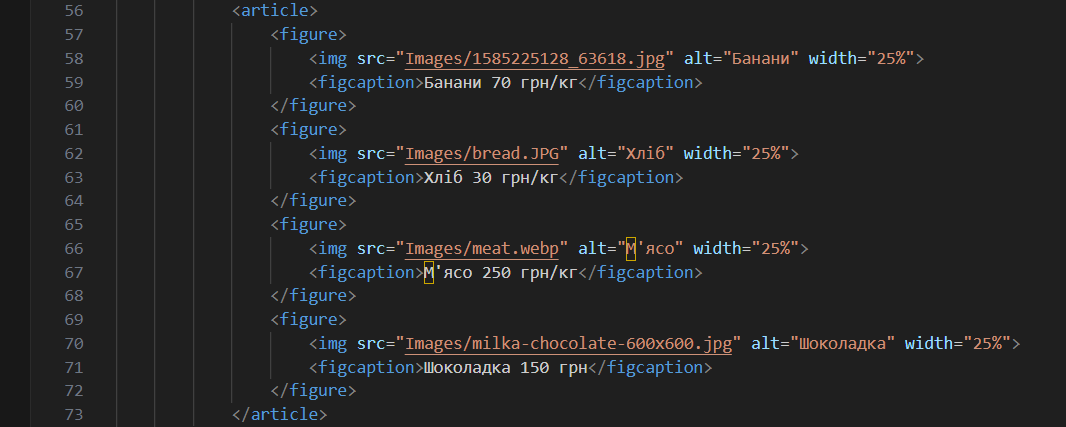 56 <article>
57 <figure>
58 <img src="Images/1585225128_63618.jpg" alt="Банани" width="25%">
59 <figcaption>Банани 70 грн/кг</figcaption>
60 </figure>
61 <figure>
62 <img src="Images/bread.JPG" alt="Хліб" width="25%">
63 <figcaption>Хліб 30 грн/кг</figcaption>
64 </figure>
65 <figure>
66 <img src="Images/meat.webp" alt="М'ясо" width="25%">
67 <figcaption>М'ясо 250 грн/кг</figcaption>
68 </figure>
69 <figure>
70 <img src="Images/milka-chocolate-600x600.jpg" alt="Шоколадка" width="25%">
71 <figcaption>Шоколадка 150 грн</figcaption>
72 </figure>
73 </article>